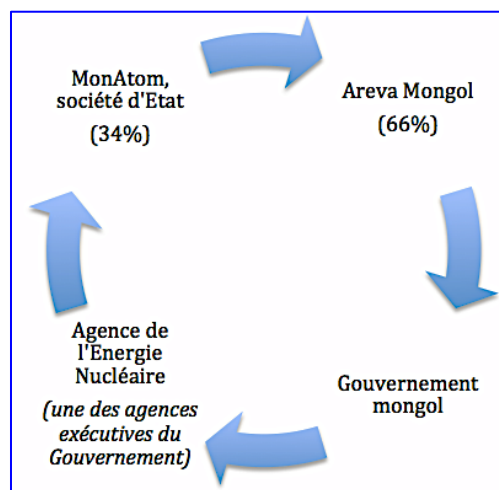 MonAtom,
société d'Etat
(34%)
Areva Mongol
(66%)
Gouvernement
mongol
Agence de
l'Energie
Nucléaire
(une des agences
exécutives du
Gouvernement)